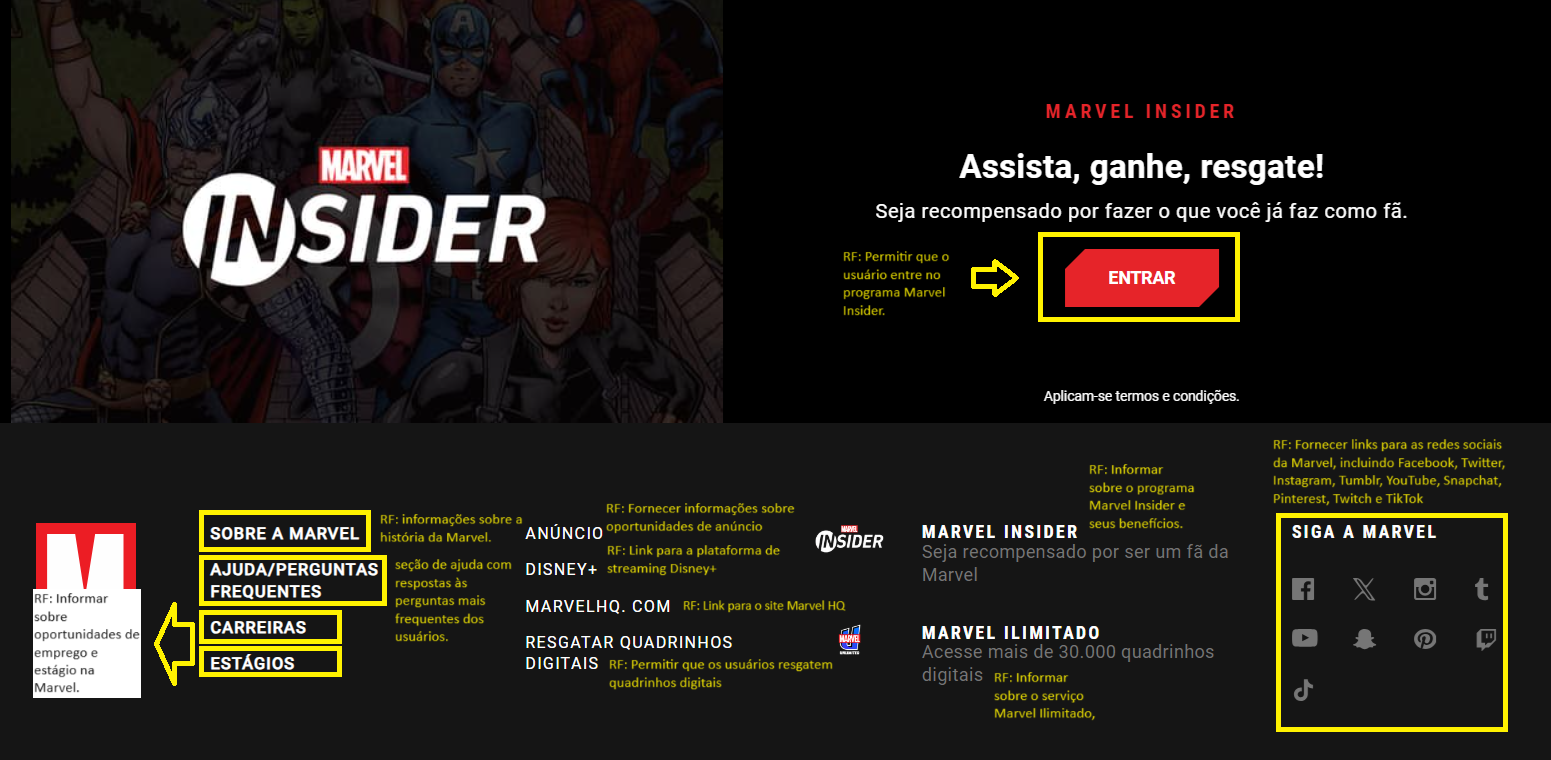 MARVEL
INSIDER
A
MARVEL INSIDER
Assista, ganhe, resgate!
Seja recompensado por fazer o que você já faz como fã.
RF: Permitir que o
usuário entre no
programa Marvel
Insider.
ENTRAR
Aplicam-se termos e condições.
RF: Informar
sobre
oportunidades de
emprego e
estágio na
Marvel.
SOBRE A MARVEL
RF: informações sobre a
história da Marvel.
AJUDA/PERGUNTAS
FREQUENTES
seção de ajuda com
respostas às
perguntas mais
frequentes dos
usuários.
CARREIRAS
ESTÁGIOS
ANÚNCIO
RF: Fornecer informações sobre
oportunidades de anúncio
DISNEY+
RF: Link para a plataforma de
streaming Disney+
MARVELHQ. COM
RF: Link para o site Marvel HQ
RESGATAR QUADRINHOS
DIGITAIS
RF: Permitir que os usuários resgatem
quadrinhos digitais
MARVEL
INSIDER
MARVEL INSIDER
Seja recompensado por ser um fã da
Marvel
RF: Informar
sobre o programa
Marvel Insider e
seus benefícios.
MARVEL
UNLIMITED
MARVEL ILIMITADO
Acesse mais de 30.000 quadrinhos
digitais
RF: Informar
sobre o serviço
Marvel Ilimitado,
RF: Fornecer links para as redes sociais
da Marvel, incluindo Facebook, Twitter,
Instagram, Tumblr, YouTube, Snapchat,
Pinterest, Twitch e TikTok
SIGA A MARVEL